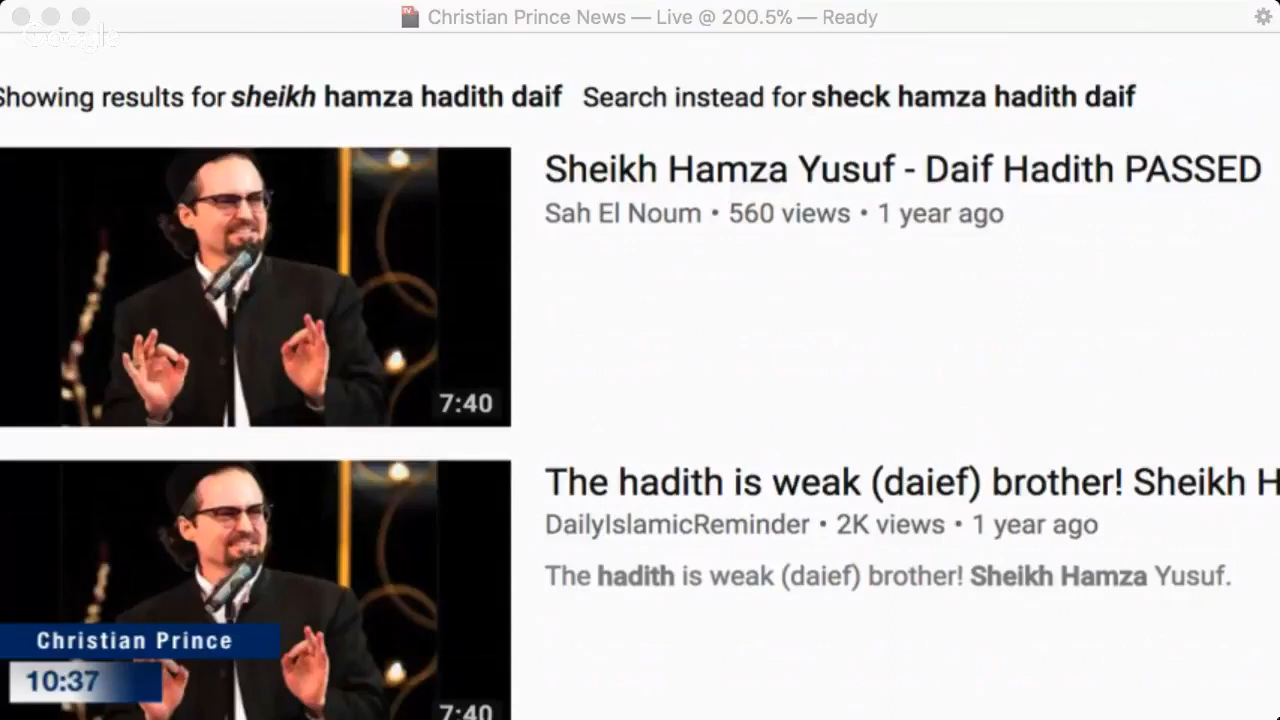 Christian Prince News — Live @ 200.5% — Ready
Google
Showing results for sheikh hamza hadith daif Search instead for sheck hamza hadith daif
Sheikh Hamza Yusuf - Daif Hadith PASSED
Sah El Noum • 560 views • 1 year ago
7:40
The hadith is weak (daief) brother! Sheikh H
DailyIslamicReminder • 2K views • 1 year ago
The hadith is weak (daief) brother! Sheikh Hamza Yusuf.
Christian Prince
10:37
7:40